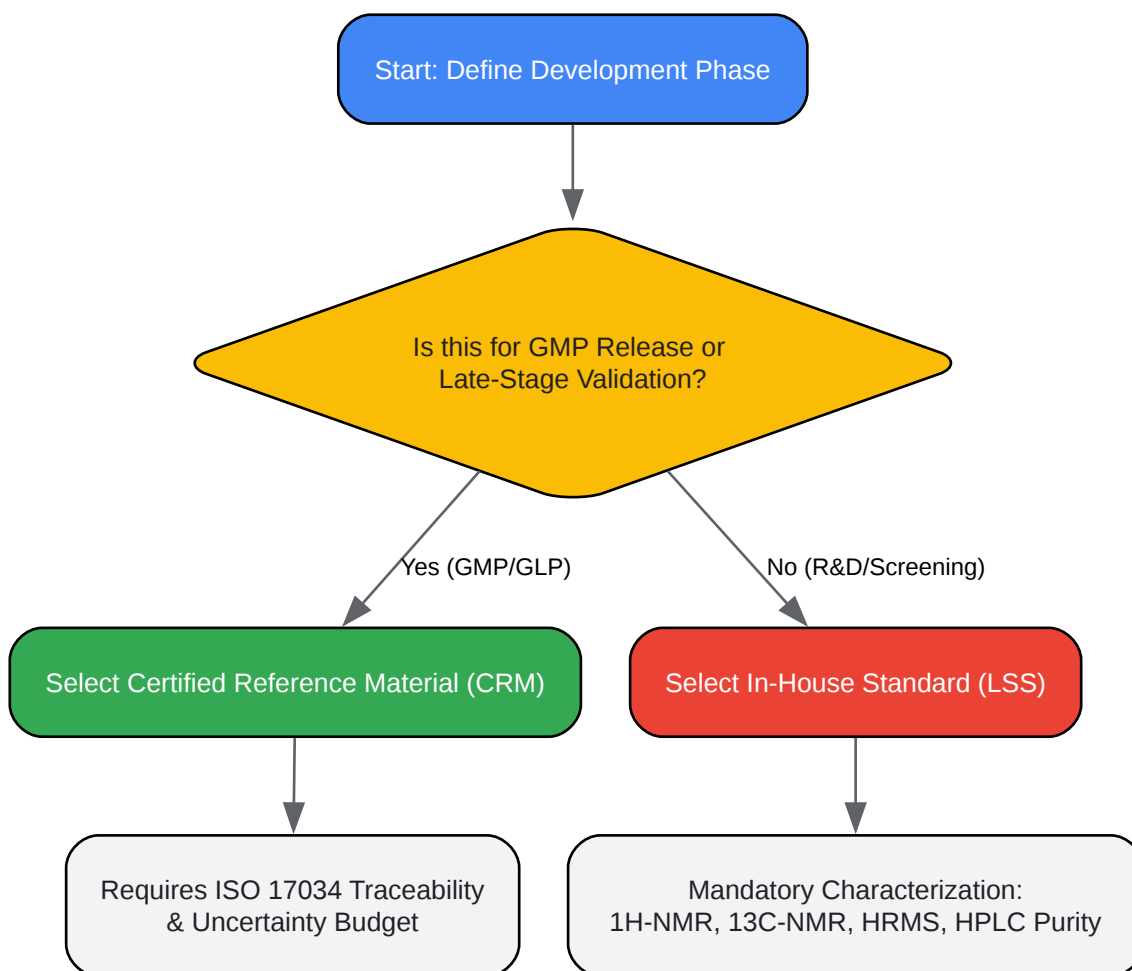 Start: Define Development Phase
Is this for GMP Release or
Late-Stage Validation?
Yes (GMP/GLP)
No (R&D/Screening)
Select Certified Reference Material (CRM)
Select In-House Standard (LSS)
Requires ISO 17034 Traceability
& Uncertainty Budget
Mandatory Characterization:
1H-NMR, 13C-NMR, HRMS, HPLC Purity